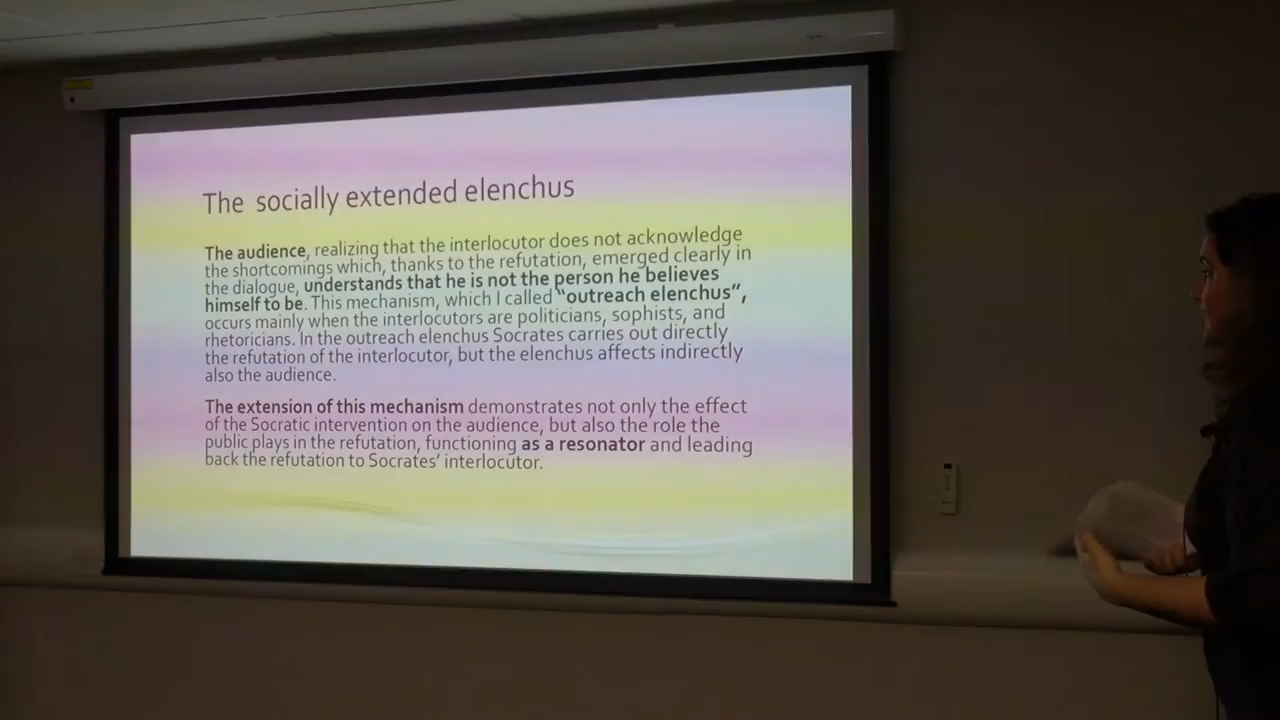 The socially extended elenchus
The audience, realizing that the interlocutor does not acknowledge
the shortcomings which, thanks to the refutation, emerged clearly in
the dialogue, understands that he is not the person he believes
himself to be. This mechanism, which I called “outreach elenchus”,
occurs mainly when the interlocutors are politicians, sophists, and
rhetoricians. In the outreach elenchus Socrates carries out directly
the refutation of the interlocutor, but the elenchus affects indirectly
also the audience.
The extension of this mechanism demonstrates not only the effect
of the Socratic intervention on the audience, but also the role the
public plays in the refutation, functioning as a resonator and leading
back the refutation to Socrates’ interlocutor.